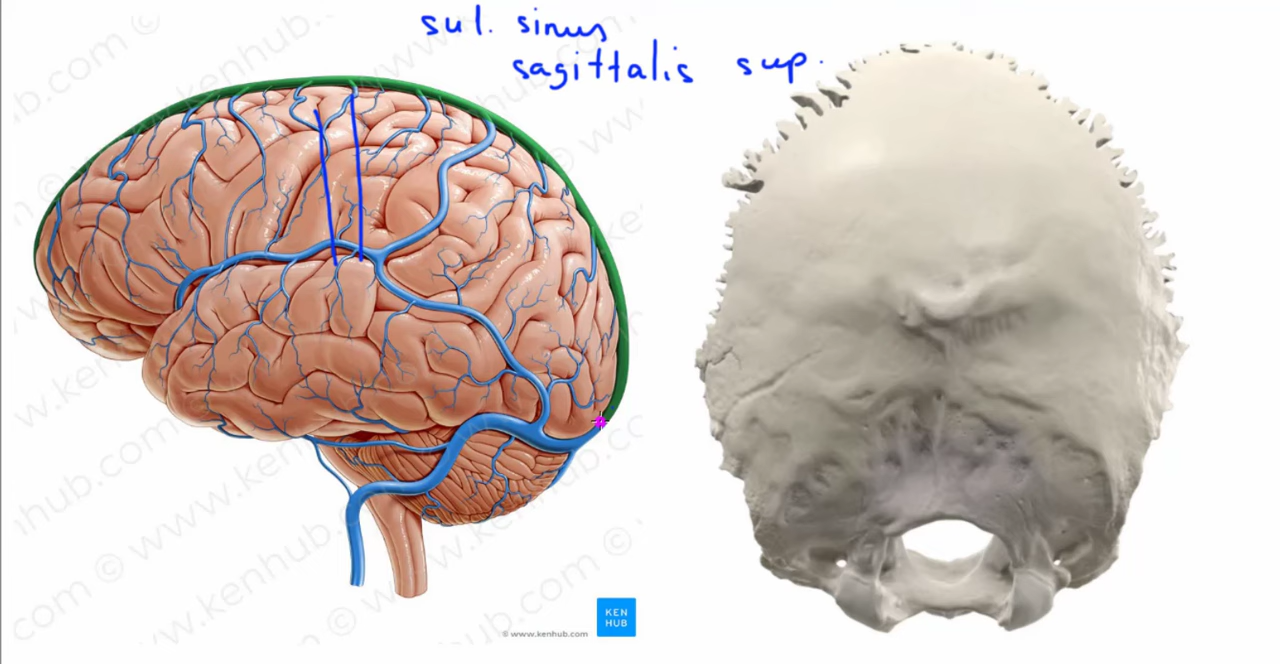 sul. sinus
sagittalis sup.
KEN
HUB
© www.kenhub.com